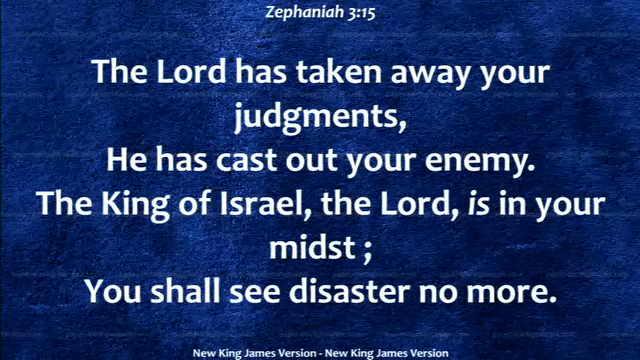 Zephaniah 3:15
The Lord has taken away your
judgments,
He has cast out your enemy.
The King of Israel, the Lord, is in your
midst ;
You shall see disaster no more.
New King James Version - New King James Version